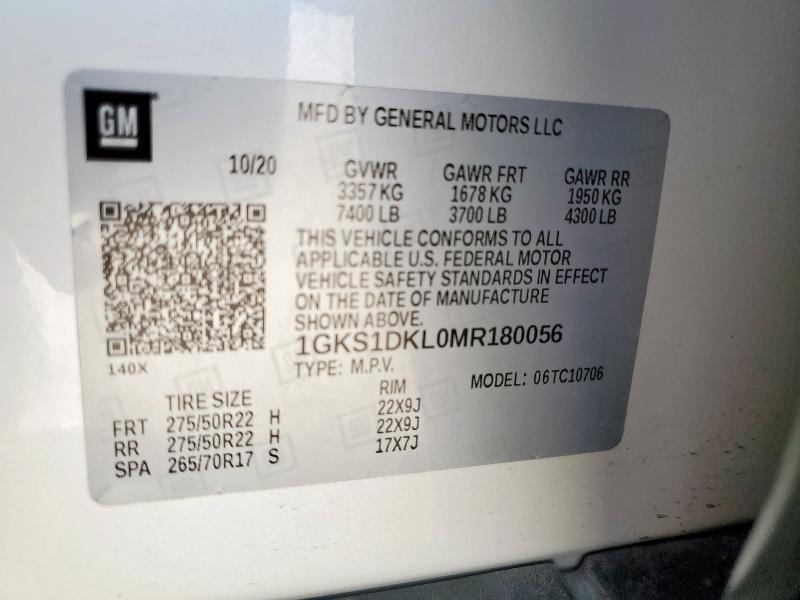 GM
MFD BY GENERAL MOTORS LLC
10/20
GVWR GAWR FRT GAWR RR
3357 KG 1678 KG 1950 KG
7400 LB 3700 LB 4300 LB
THIS VEHICLE CONFORMS TO ALL
APPLICABLE U.S. FEDERAL MOTOR
VEHICLE SAFETY STANDARDS IN EFFECT
ON THE DATE OF MANUFACTURE
SHOWN ABOVE.
1GKS1DKL0MR180056
140X
TYPE: M.P.V.
MODEL: 06TC10706
TIRE SIZE RIM
FRT 275/50R22 H 22X9J
RR 275/50R22 H 22X9J
SPA 265/70R17 S 17X7J